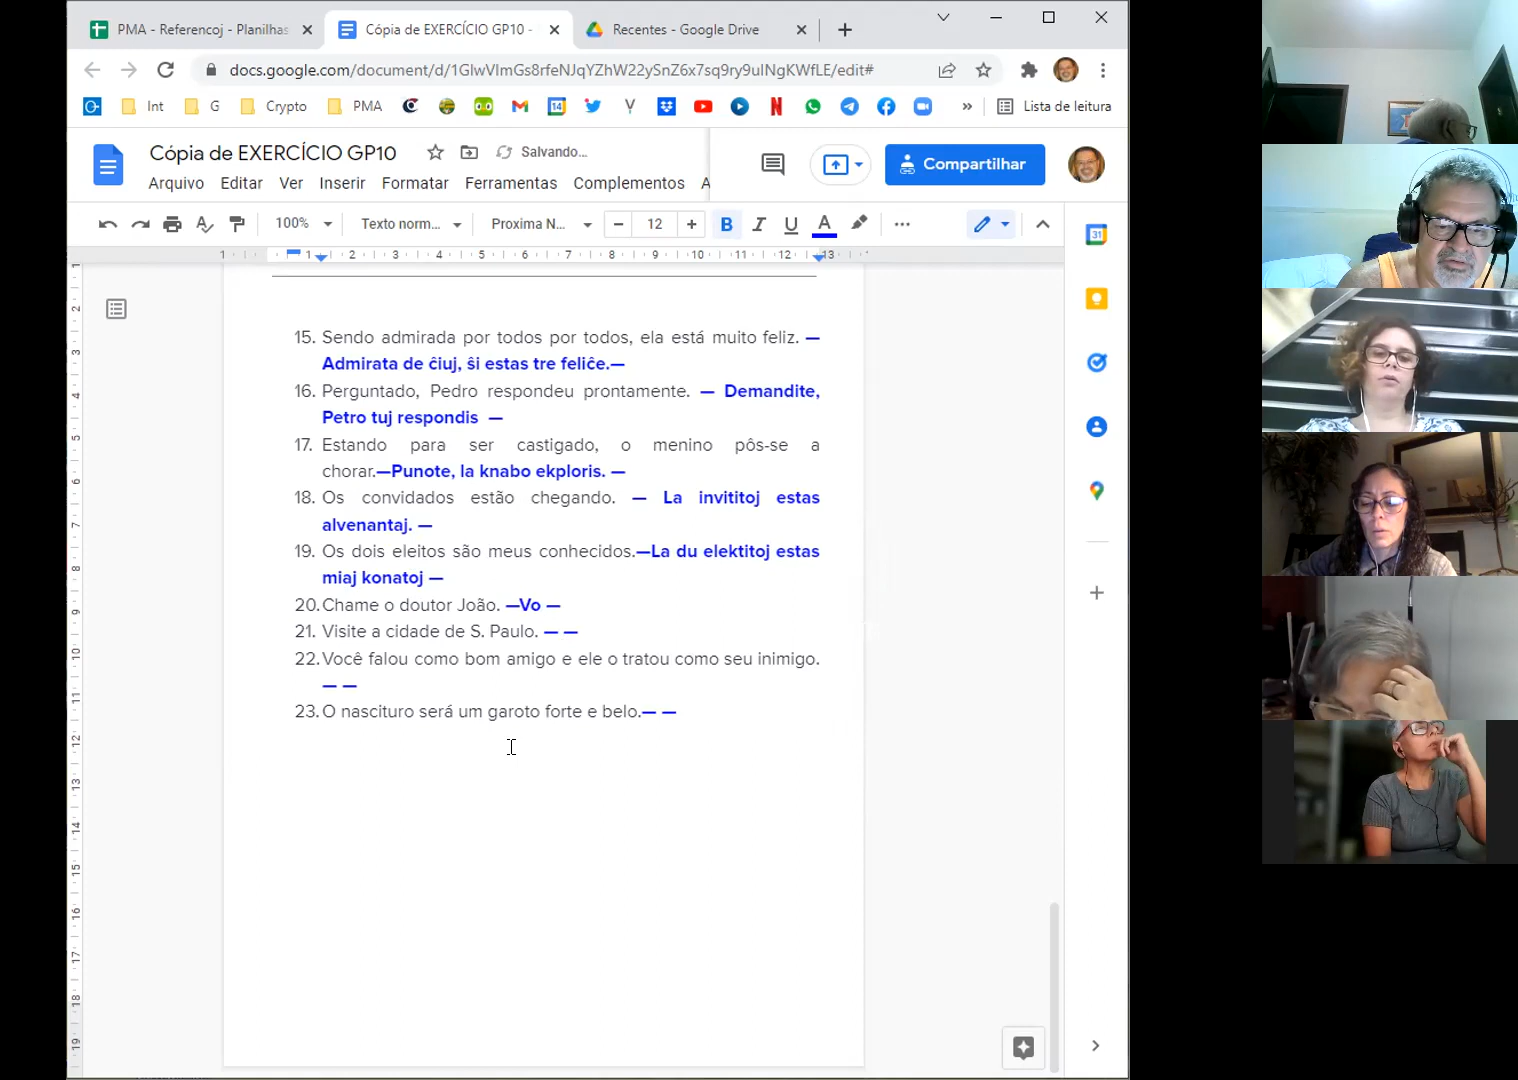 PMA - Referencoj - Planilhas
Cópia de EXERCÍCIO GP10 -
Recentes - Google Drive
docs.google.com/document/d/1GlwVlmGs8rfeNJqYZhW22ySnZ6x7sq9ry9ulNgKWfLE/edit#
Int
G
Crypto
PMA
Lista de leitura
Cópia de EXERCÍCIO GP10
Salvando...
Compartilhar
Arquivo Editar Ver Inserir Formatar Ferramentas Complementos A
100% Texto norm... Proxima N... 12 B I U A
15. Sendo admirada por todos por todos, ela está muito feliz. —
Admirata de ĉiuj, ŝi estas tre feliĉe.—
16. Perguntado, Pedro respondeu prontamente. — Demandite,
Petro tuj respondis —
17. Estando para ser castigado, o menino pôs-se a
chorar.—Punote, la knabo ekploris. —
18. Os convidados estão chegando. — La invititoj estas
alvenantaj. —
19. Os dois eleitos são meus conhecidos.—La du elektitoj estas
miaj konatoj —
20. Chame o doutor João. —Vo —
21. Visite a cidade de S. Paulo. — —
22. Você falou como bom amigo e ele o tratou como seu inimigo.
— —
23. O nascituro será um garoto forte e belo.— —